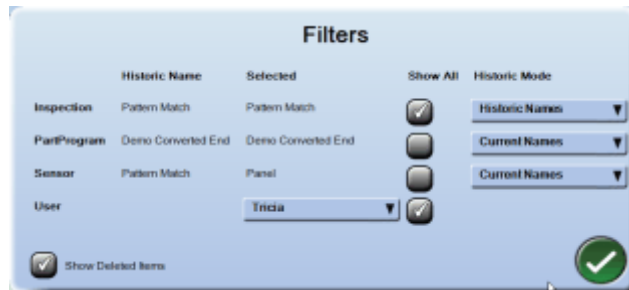 Filters
Historic Name Selected Show All Historic Mode
Inspection Pattern Match Pattern Match Historic Names
PartProgram Demo Converted End Demo Converted End Current Names
Sensor Pattern Match Panel Current Names
User Tricia
Show Deleted Items